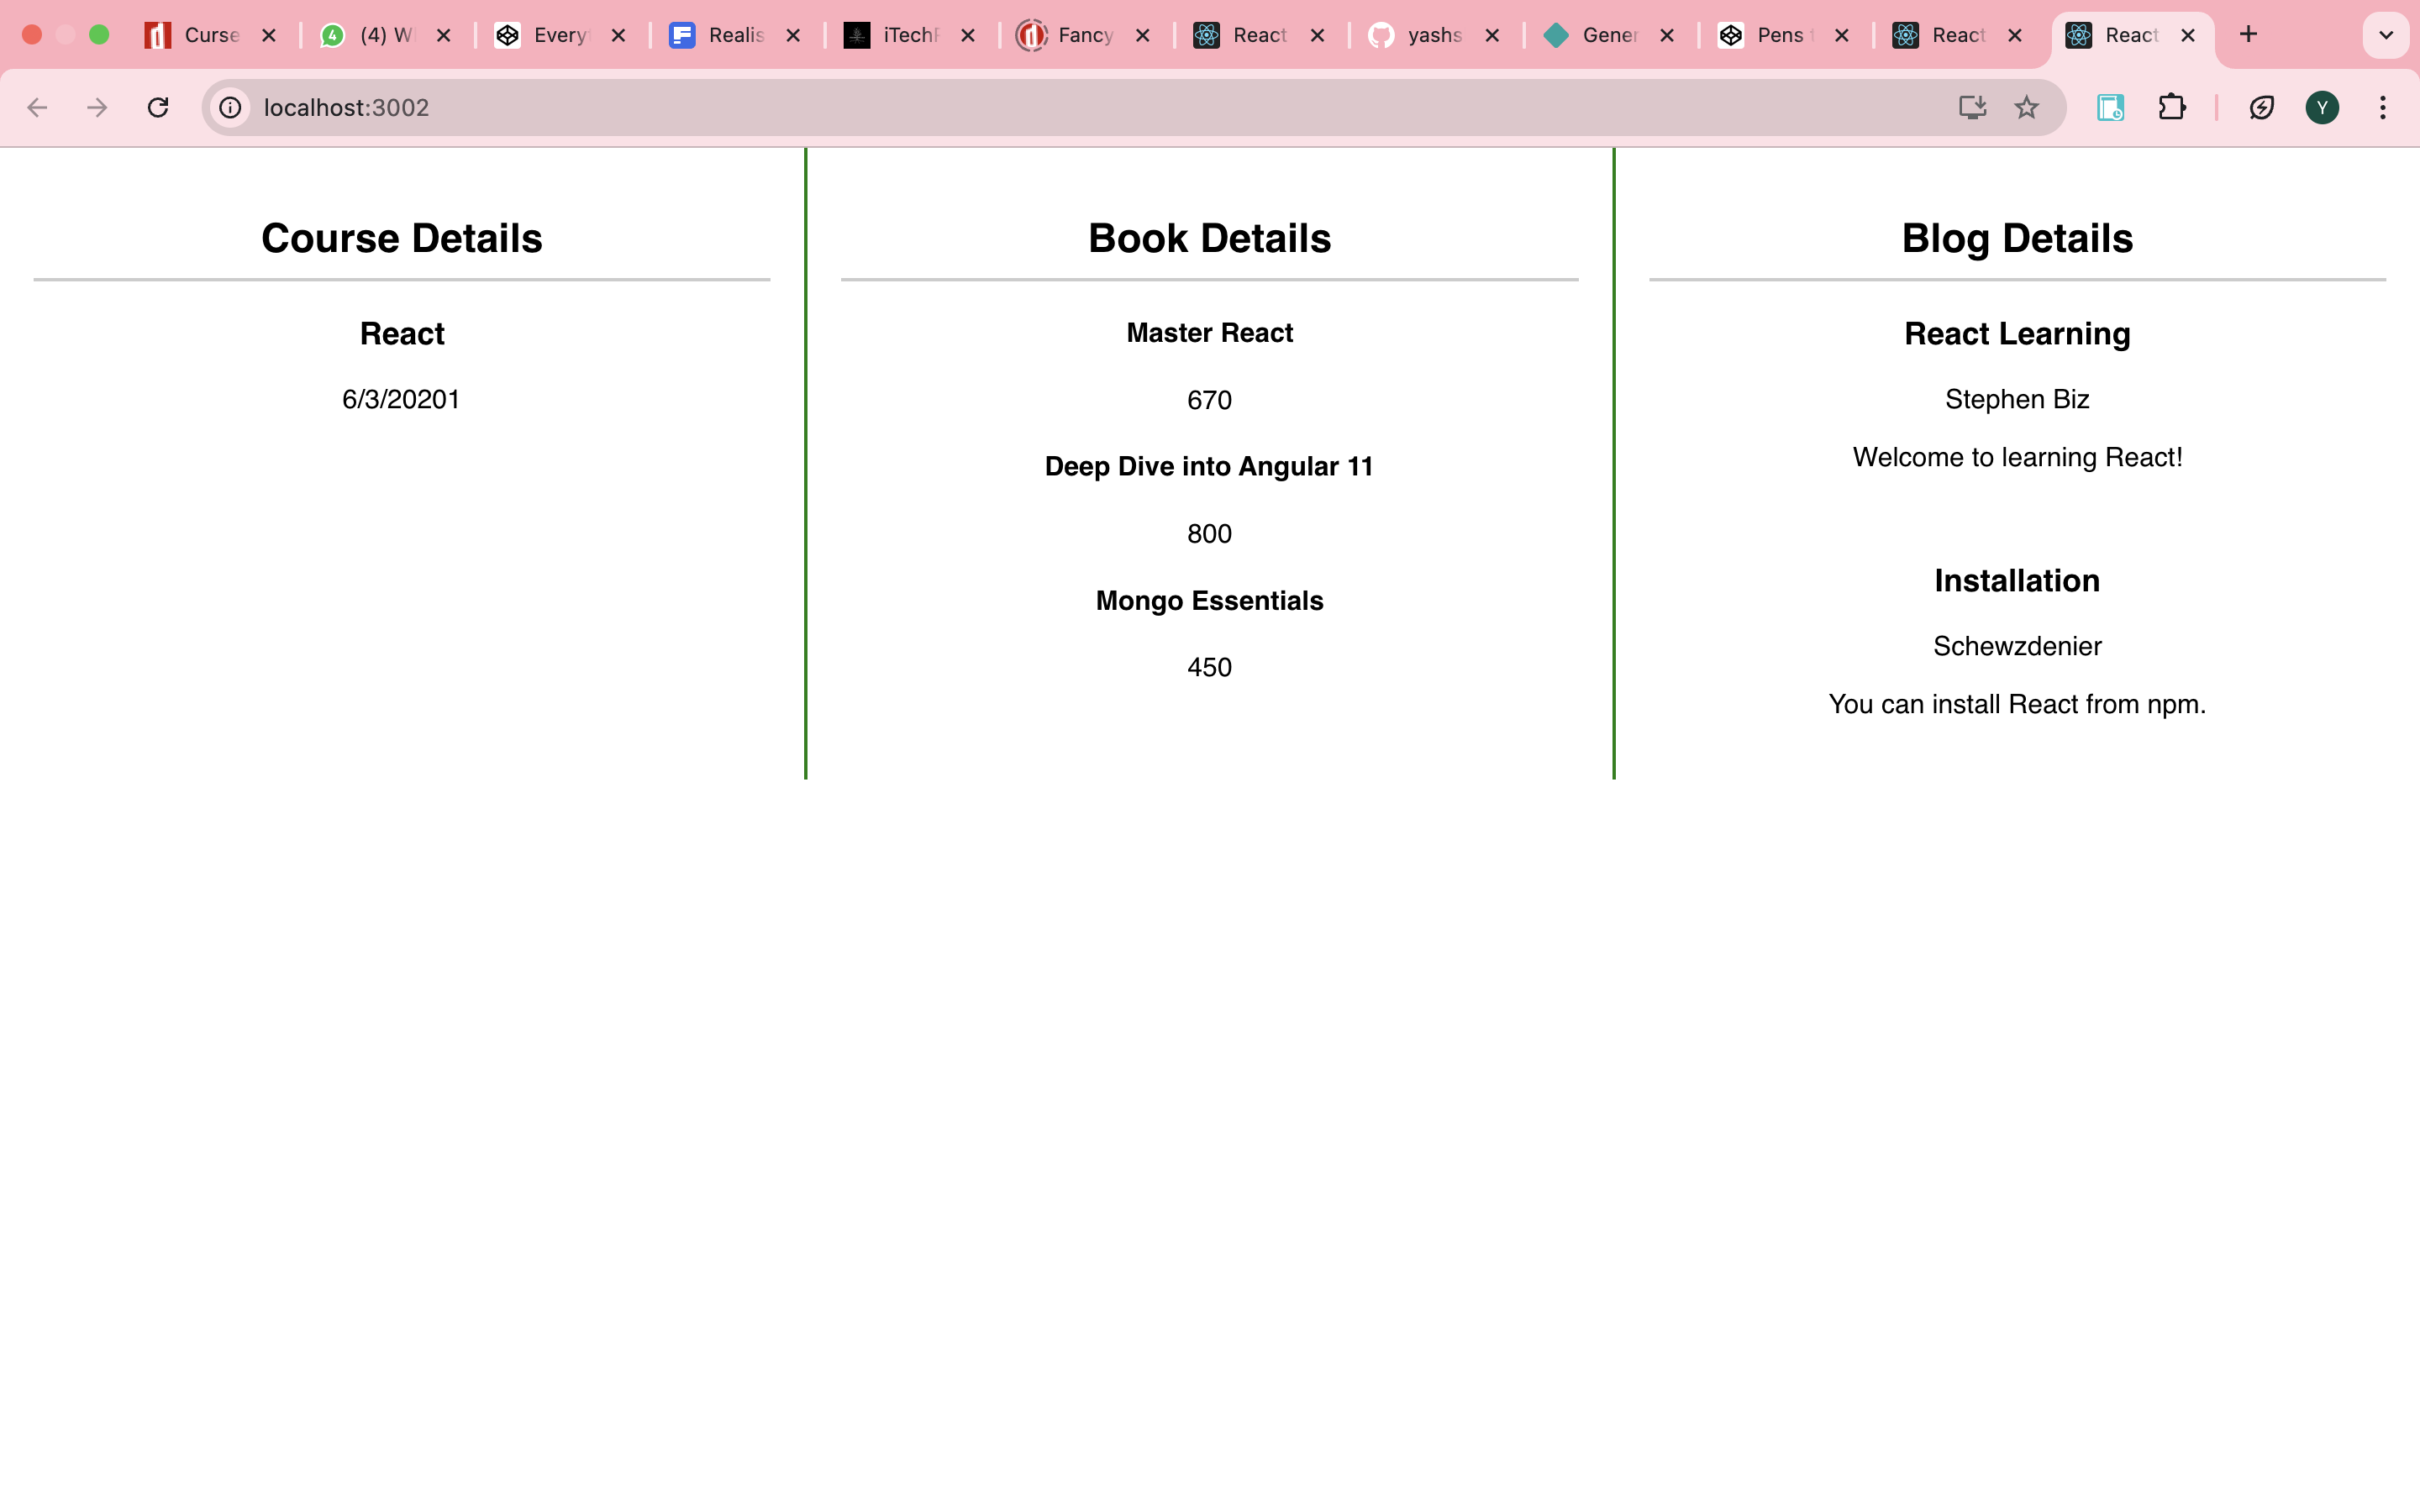 Curse
4
(4) W
Every
Realis
iTech
Fancy
React
yashs
Gener
Pens
React
React
localhost:3002
Y
Course Details
React
6/3/20201
Book Details
Master React
670
Deep Dive into Angular 11
800
Mongo Essentials
450
Blog Details
React Learning
Stephen Biz
Welcome to learning React!
Installation
Schewzdenier
You can install React from npm.